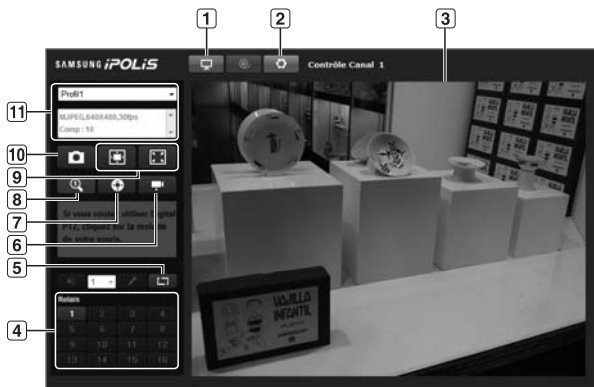 1
2
3
SAMSUNG iPOLiS
Contrôle Canal 1
11
Profil1
MJPEG,640X480,30fps
Comp : 10
10
9
8
7
6
Si vous voulez utiliser Digital
PTZ, cliquez sur la molette
de votre souris.
5
1
4
Relais
1 2 3 4
5 6 7 8
9 10 11 12
13 14 15 16
VAJILLA
INFANTIL